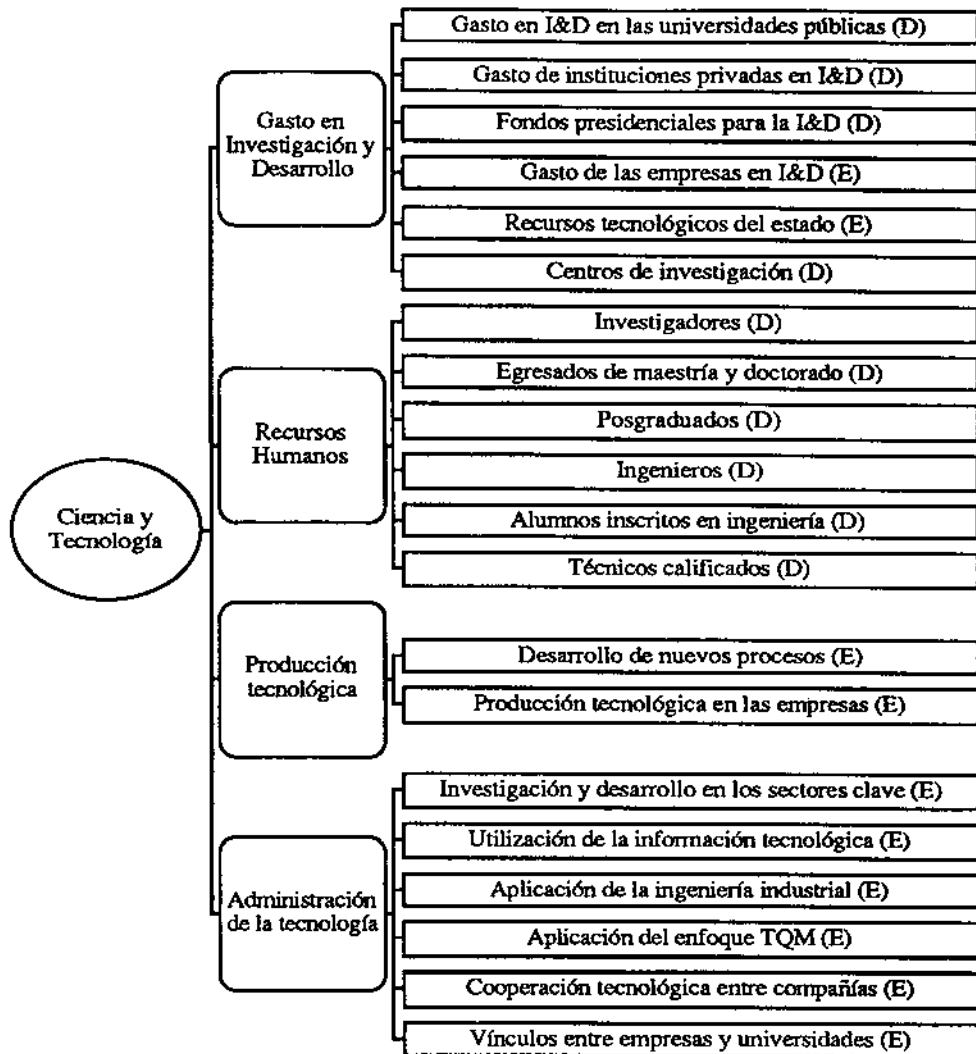 Ciencia y
Tecnología
Gasto en
Investigación y
Desarrollo
Gasto en I&D en las universidades públicas (D)
Gasto de instituciones privadas en I&D (D)
Fondos presidenciales para la I&D (D)
Gasto de las empresas en I&D (E)
Recursos tecnológicos del estado (E)
Centros de investigación (D)
Recursos
Humanos
Investigadores (D)
Egresados de maestría y doctorado (D)
Posgraduados (D)
Ingenieros (D)
Alumnos inscritos en ingeniería (D)
Técnicos calificados (D)
Producción
tecnológica
Desarrollo de nuevos procesos (E)
Producción tecnológica en las empresas (E)
Administración
de la tecnología
Investigación y desarrollo en los sectores clave (E)
Utilización de la información tecnológica (E)
Aplicación de la ingeniería industrial (E)
Aplicación del enfoque TQM (E)
Cooperación tecnológica entre compañías (E)
Vínculos entre empresas y universidades (E)